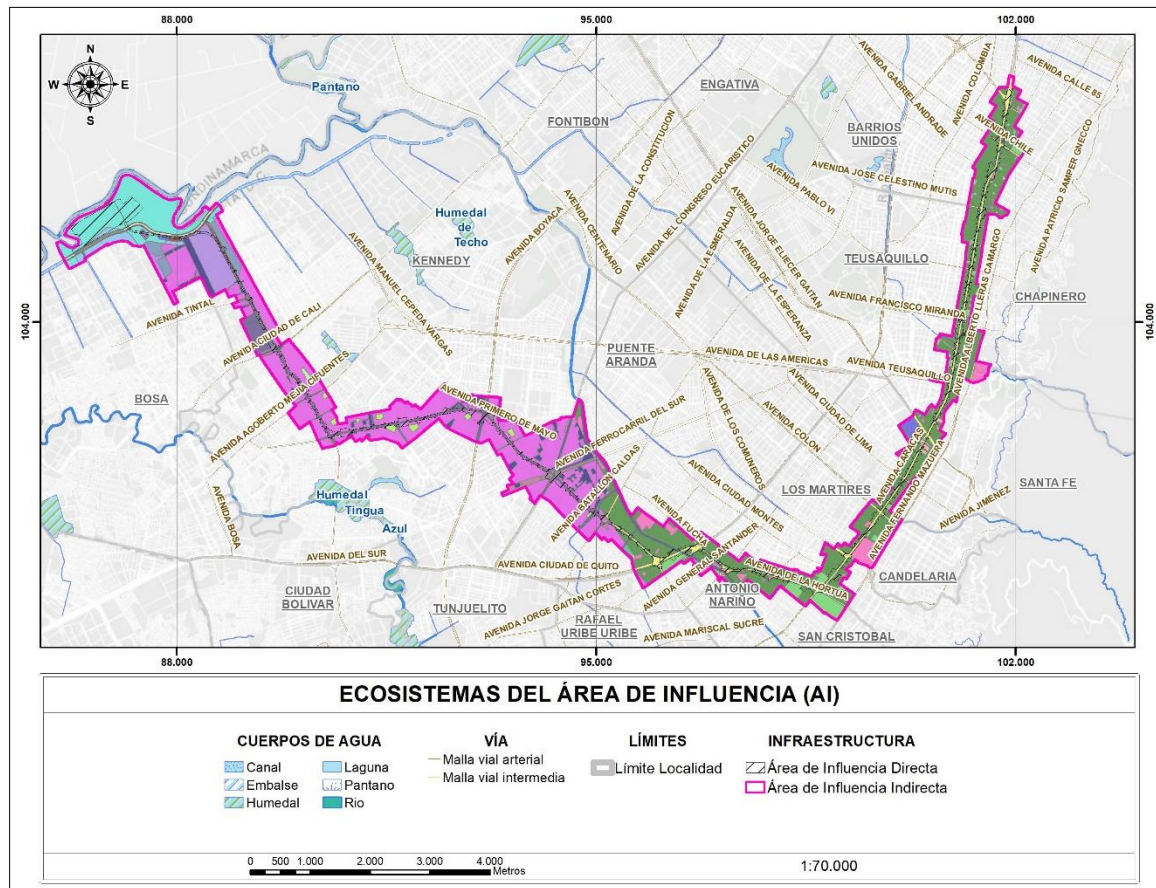 88.000
95.000
102.000
N
W
E
S
104.000
104.000
Pantano
FONTIBON
ENGATIVA
BARRIOS
UNIDOS
AVENIDA GABRIEL ANDRADE
AVENIDA COLOMBIA
AVENIDA CALLE 85
AVENIDA CHILE
AVENIDA PATRICIO SAMPER GNECCO
AVENIDA DE LA CONSTITUCION
AVENIDA DEL CONGRESO EUCARISTICO
AVENIDA PABLO VI
AVENIDA JOSE CELESTINO MUTIS
Humedal
de
Techo
KENNEDY
AVENIDA BOYACA
AVENIDA CENTENARIO
AVENIDA DE LA ESMERALDA
AVENIDA JORGE ELIECER GAITAN
AVENIDA DE LA ESPERANZA
TEUSAQUILLO
AVENIDA FRANCISCO MIRANDA
AVENIDA ALBERTO LLERAS CAMARGO
CHAPINERO
AVENIDA MANUEL CEPEDA VARGAS
AVENIDA TINTAL
AVENIDA CIUDAD DE CALI
AVENIDA AGOBERTO MEJIA CIFUENTES
BOSA
PUENTE
ARANDA
AVENIDA DE LAS AMERICAS
AVENIDA TEUSAQUILLO
AVENIDA PRIMERO DE MAYO
AVENIDA FERROCARRIL DEL SUR
AVENIDA DE LOS COMUNEROS
AVENIDA COLON
AVENIDA CIUDAD DE LIMA
AVENIDA CARACAS
AVENIDA FERNANDO MAZUERA
AVENIDA BATALLON CALDAS
AVENIDA CIUDAD MONTES
LOS MARTIRES
SANTA FE
AVENIDA JIMENEZ
Humedal
Tingua
Azul
AVENIDA BOSA
AVENIDA DEL SUR
AVENIDA FUCHA
AVENIDA GENERAL SANTANDER
AVENIDA CIUDAD DE QUITO
AVENIDA DE LA HORTUA
CANDELARIA
CIUDAD
BOLIVAR
TUNJUELITO
AVENIDA JORGE GAITAN CORTES
ANTONIO
NARIÑO
RAFAEL
URIBE URIBE
AVENIDA MARISCAL SUCRE
SAN CRISTOBAL
88.000
95.000
102.000
ECOSISTEMAS DEL ÁREA DE INFLUENCIA (AI)
CUERPOS DE AGUA
Canal
Laguna
Embalse
Pantano
Humedal
Rio
VÍA
Malla vial arterial
Malla vial intermedia
LÍMITES
Límite Localidad
INFRAESTRUCTURA
Área de Influencia Directa
Área de Influencia Indirecta
0 500 1.000 2.000 3.000 4.000
Metros
1:70.000